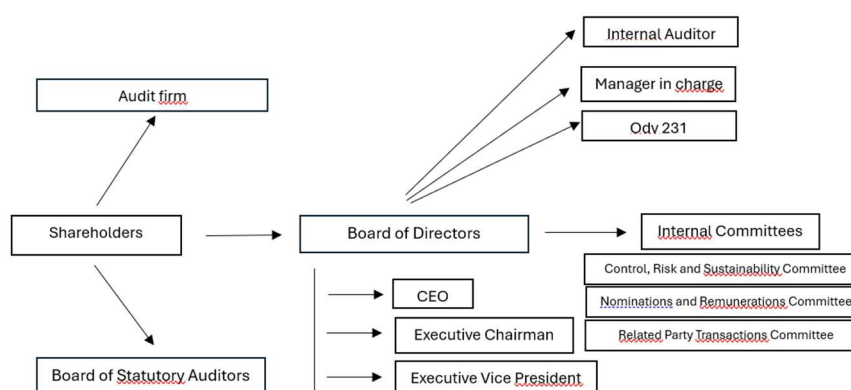 Internal Auditor
Audit firm
Manager in charge
Odv 231
Shareholders
Board of Directors
Internal Committees
Control, Risk and Sustainability Committee
CEO
Nominations and Remunerations Committee
Executive Chairman
Related Party Transactions Committee
Board of Statutory Auditors
Executive Vice President